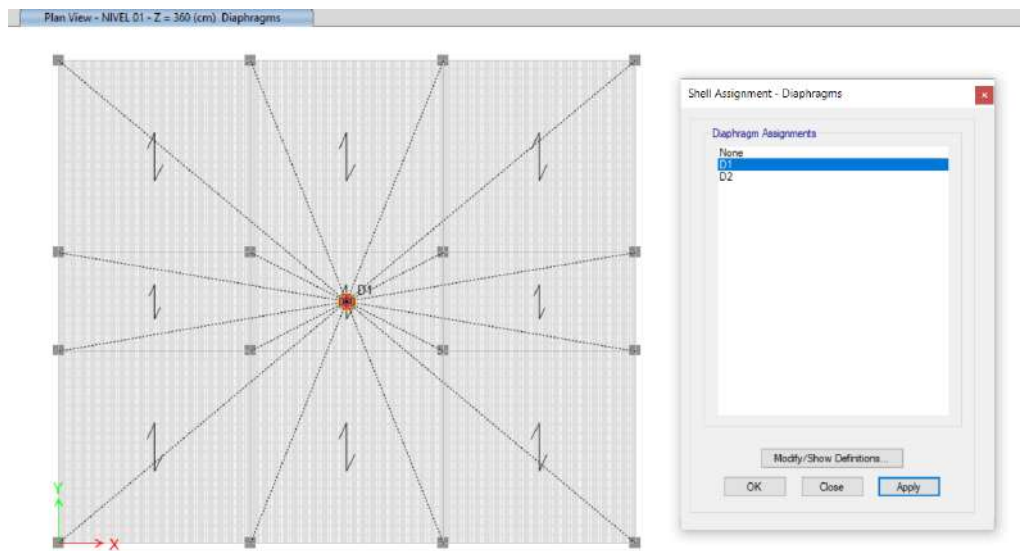 Plan View - NIVEL 01 - Z = 360 (cm) Diaphragms
Shell Assignment - Diaphragms
Diaphragm Assignments
None
D1
D2
D1
Modify/Show Definitions...
OK Close Apply
Y
X